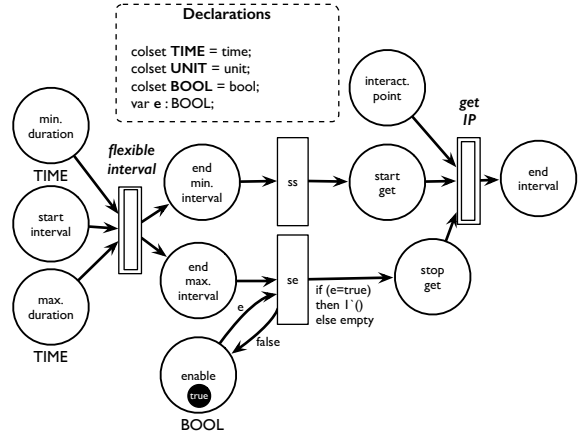 Declarations
colset TIME = time;
colset UNIT = unit;
colset BOOL = bool;
var e : BOOL;
min.
duration
TIME
start
interval
max.
duration
TIME
flexible
interval
end
min.
interval
end
max.
interval
ss
se
e
false
enable
true
BOOL
if (e=true)
then 1`()
else empty
interact.
point
start
get
stop
get
get
IP
end
interval